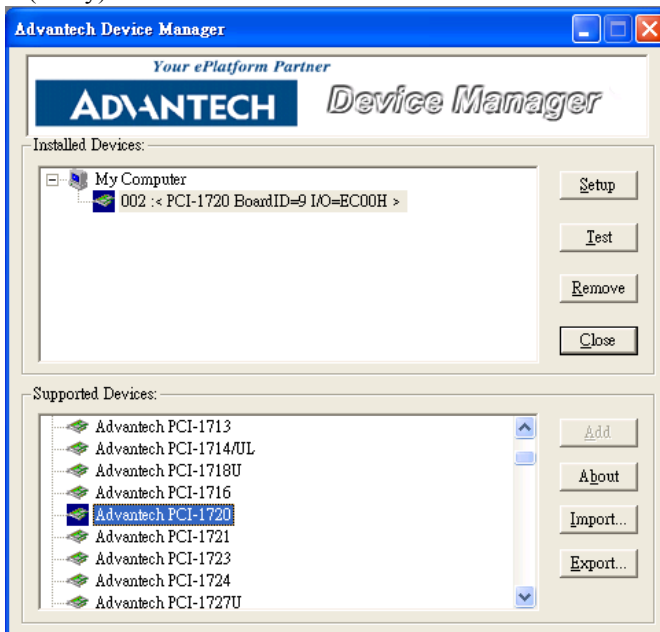 Advantech Device Manager
Your ePlatform Partner
ADVANTECH Device Manager
Installed Devices:
My Computer
002 :< PCI-1720 BoardID=9 I/O=EC00H >
Setup
Test
Remove
Close
Supported Devices:
Advantech PCI-1713
Advantech PCI-1714/UL
Advantech PCI-1718U
Advantech PCI-1716
Advantech PCI-1720
Advantech PCI-1721
Advantech PCI-1723
Advantech PCI-1724
Advantech PCI-1727U
Add
About
Import...
Export...